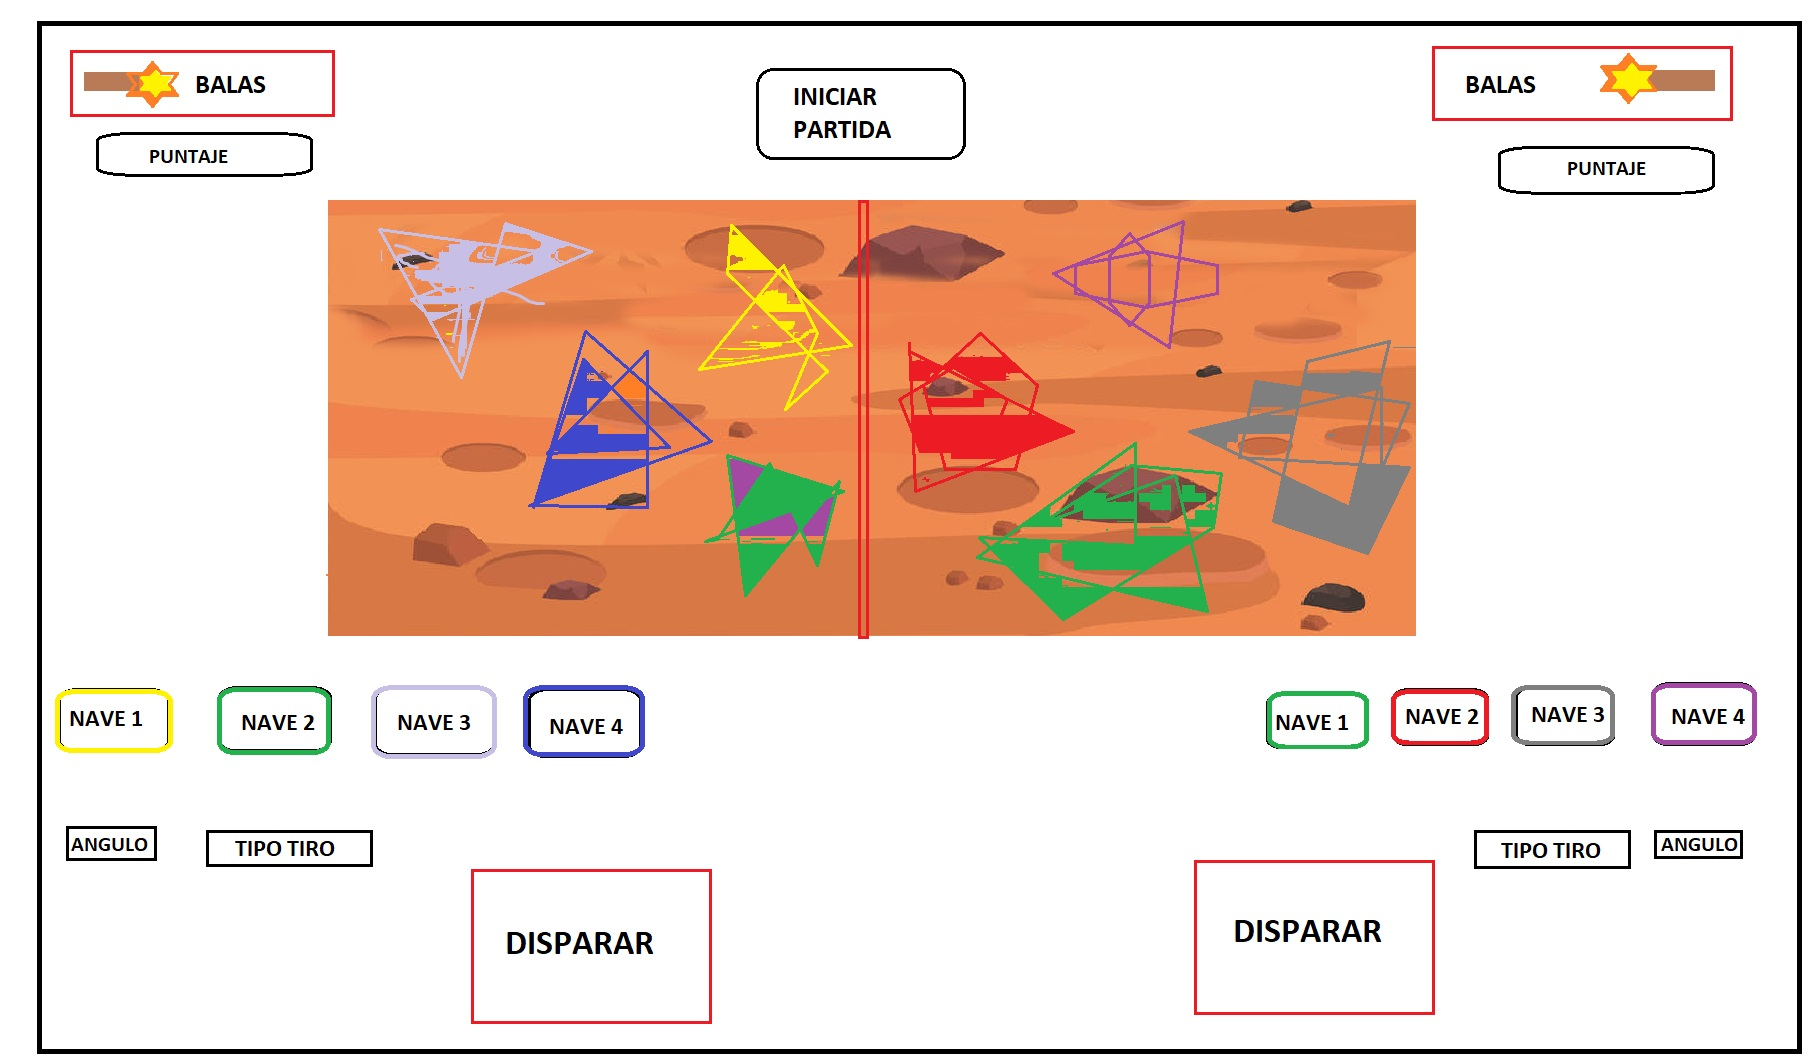 BALAS
BALAS
INICIAR
PARTIDA
PUNTAJE
PUNTAJE
NAVE 1
NAVE 2
NAVE 3
NAVE 4
NAVE 1
NAVE 2
NAVE 3
NAVE 4
ANGULO
TIPO TIRO
TIPO TIRO
ANGULO
DISPARAR
DISPARAR